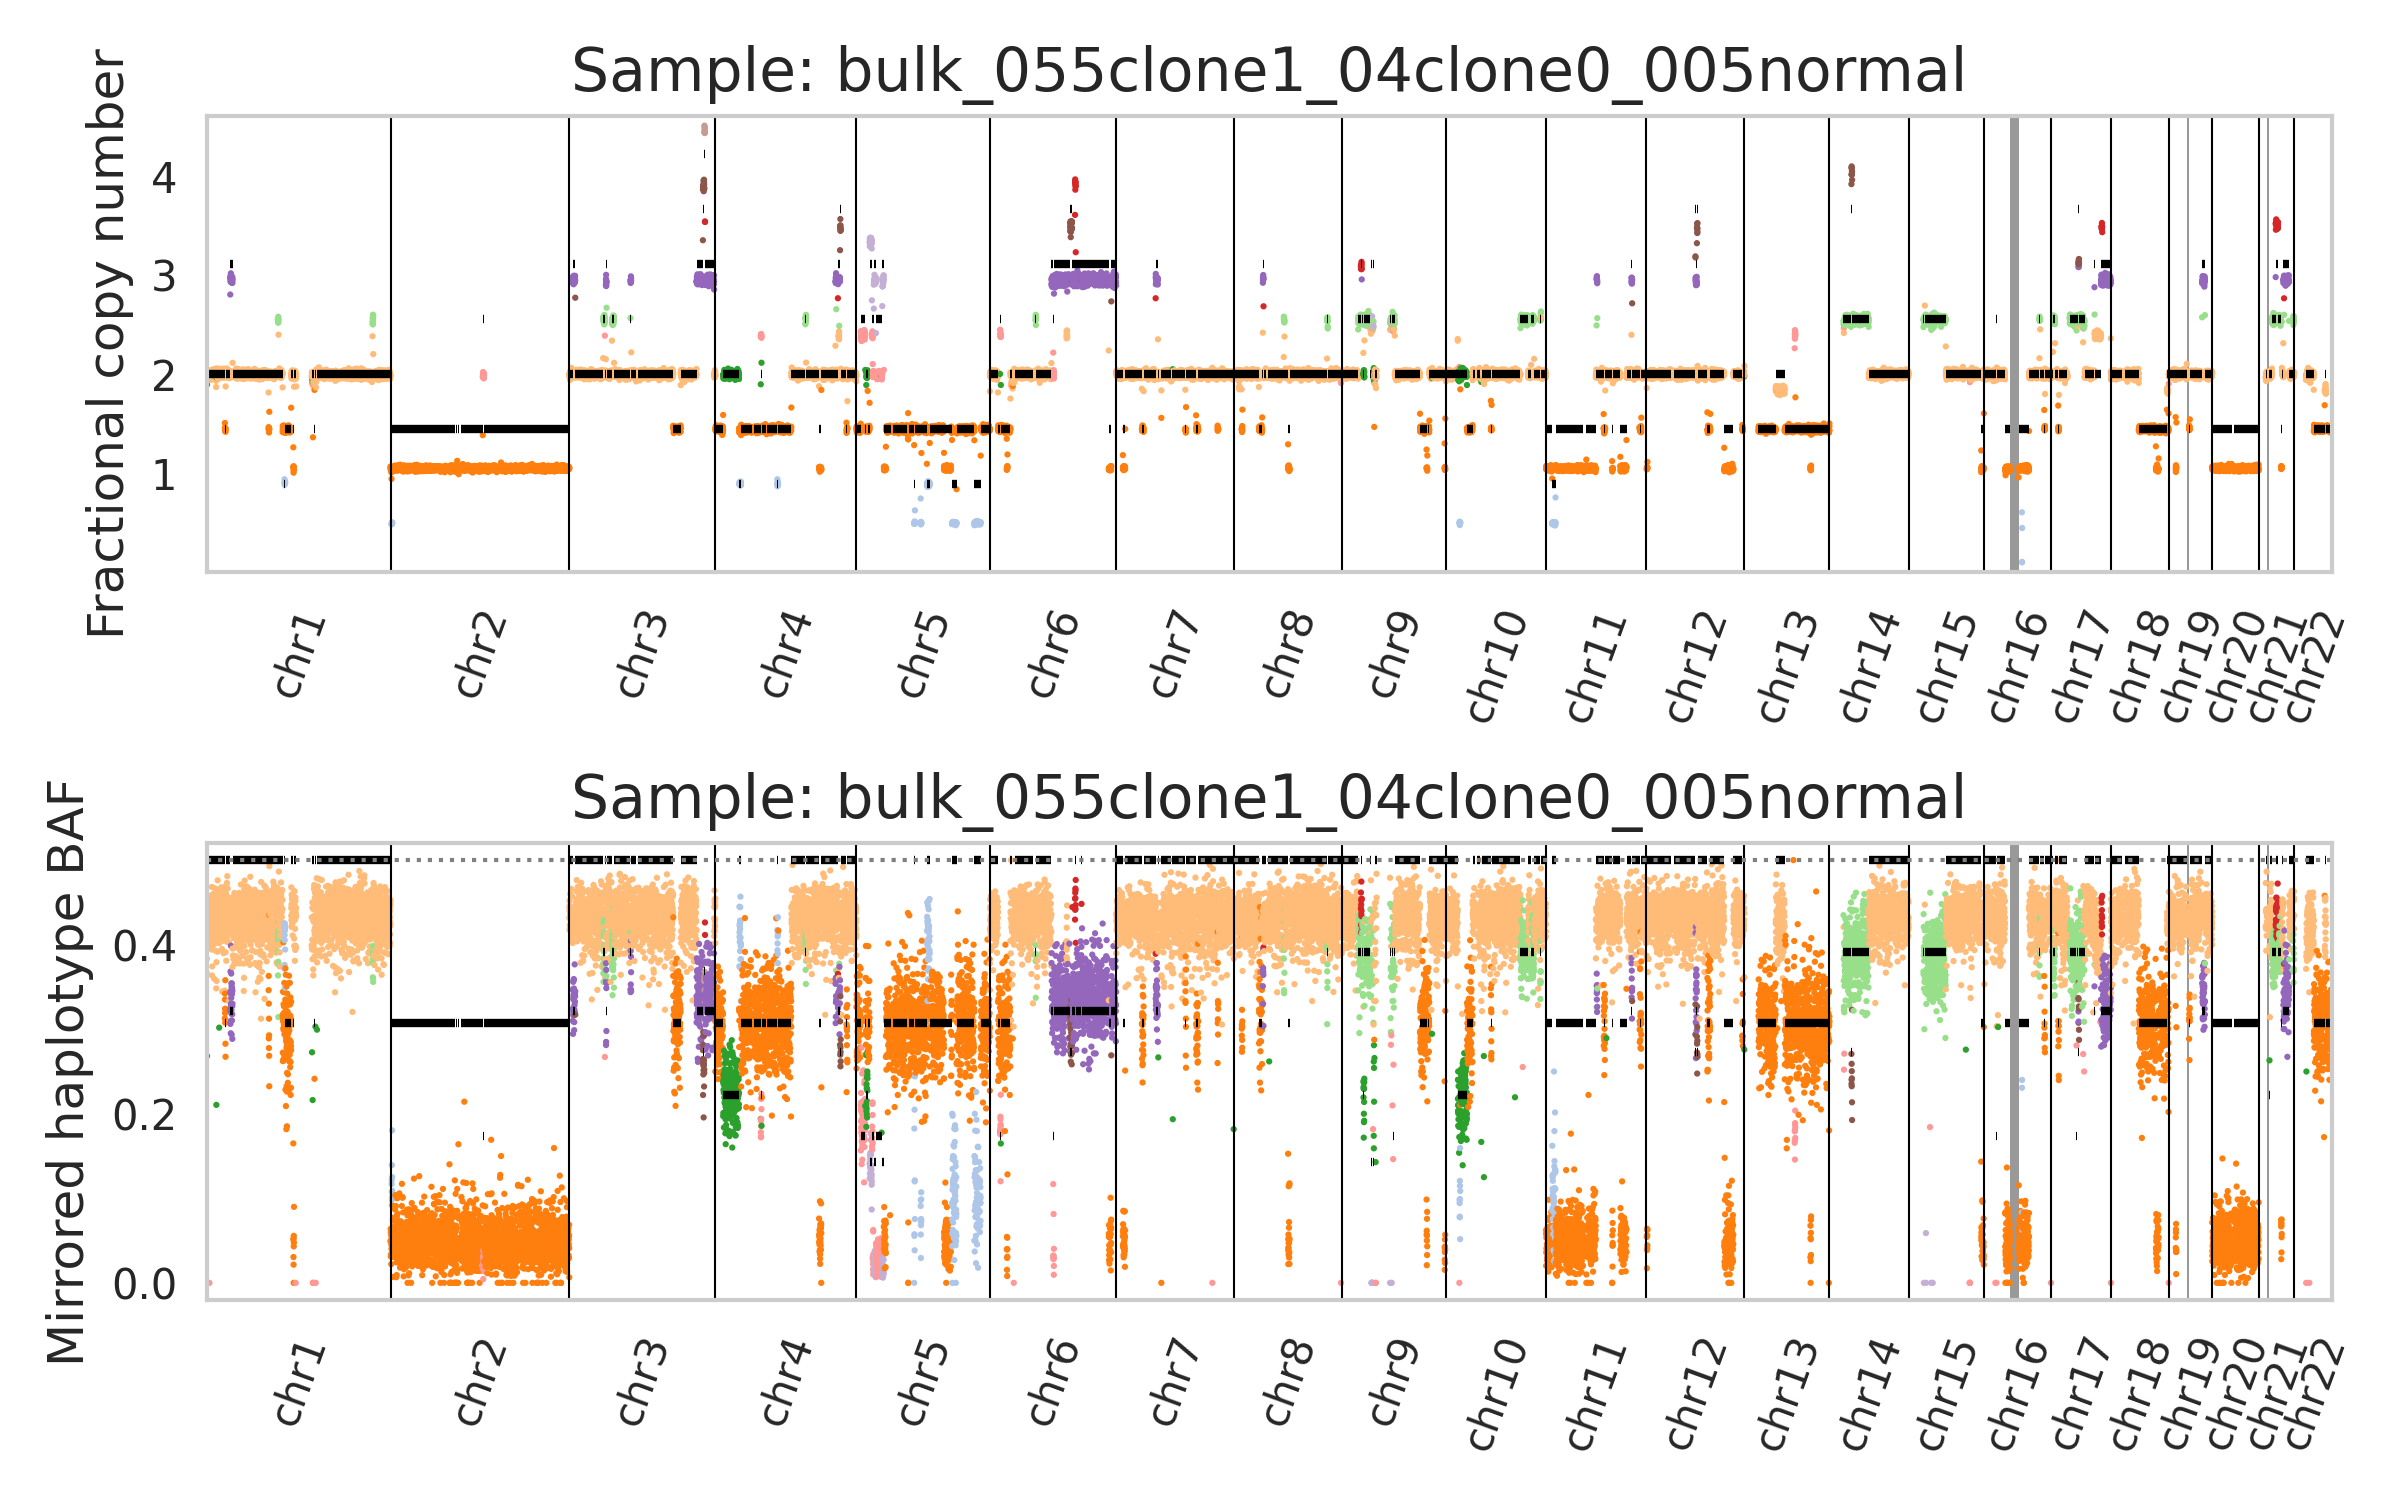 Sample: bulk_055clone1_04clone0_005normal
Fractional copy number
4
3
2
1
chr1 chr2 chr3 chr4 chr5 chr6 chr7 chr8 chr9 chr10 chr11 chr12 chr13 chr14 chr15 chr16 chr17 chr18 chr19 chr20 chr21 chr22
Sample: bulk_055clone1_04clone0_005normal
Mirrored haplotype BAF
0.4
0.2
0.0
chr1 chr2 chr3 chr4 chr5 chr6 chr7 chr8 chr9 chr10 chr11 chr12 chr13 chr14 chr15 chr16 chr17 chr18 chr19 chr20 chr21 chr22